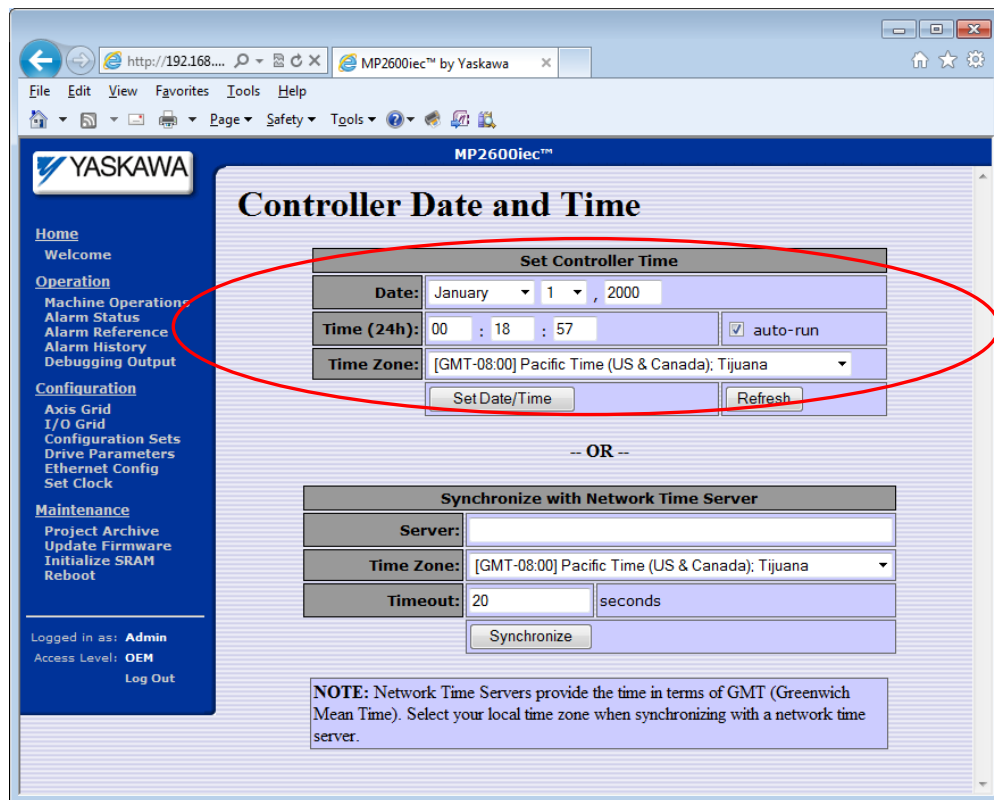 http://192.168....
MP2600iec™ by Yaskawa
File Edit View Favorites Tools Help
Page Safety Tools
YASKAWA
MP2600iec™
Home
Welcome
Operation
Machine Operations
Alarm Status
Alarm Reference
Alarm History
Debugging Output
Configuration
Axis Grid
I/O Grid
Configuration Sets
Drive Parameters
Ethernet Config
Set Clock
Maintenance
Project Archive
Update Firmware
Initialize SRAM
Reboot
Logged in as: Admin
Access Level: OEM
Log Out
Controller Date and Time
Set Controller Time
Date: January 1 , 2000
Time (24h): 00 : 18 : 57 auto-run
Time Zone: [GMT-08:00] Pacific Time (US & Canada); Tijuana
Set Date/Time Refresh
-- OR --
Synchronize with Network Time Server
Server:
Time Zone: [GMT-08:00] Pacific Time (US & Canada); Tijuana
Timeout: 20 seconds
Synchronize
NOTE: Network Time Servers provide the time in terms of GMT (Greenwich
Mean Time). Select your local time zone when synchronizing with a network time
server.